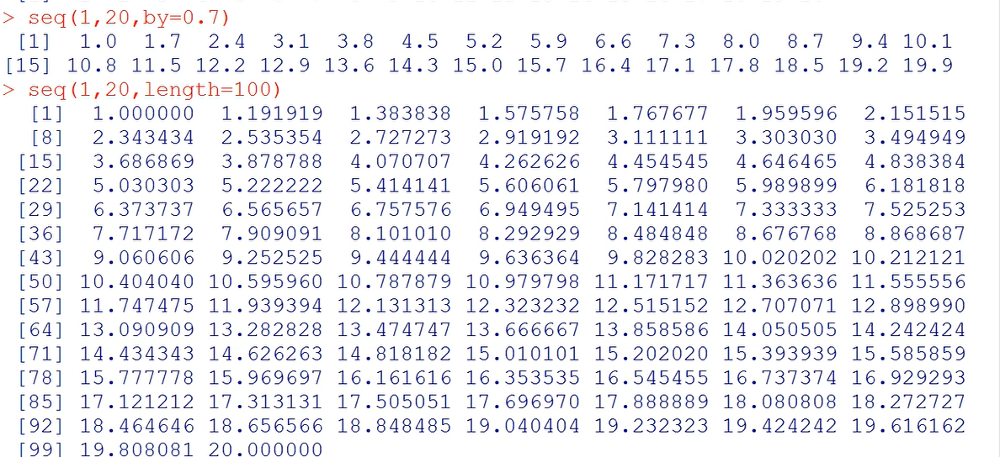 > seq(1,20,by=0.7)
[1] 1.0 1.7 2.4 3.1 3.8 4.5 5.2 5.9 6.6 7.3 8.0 8.7 9.4 10.1
[15] 10.8 11.5 12.2 12.9 13.6 14.3 15.0 15.7 16.4 17.1 17.8 18.5 19.2 19.9
> seq(1,20,length=100)
[1] 1.000000 1.191919 1.383838 1.575758 1.767677 1.959596 2.151515
[8] 2.343434 2.535354 2.727273 2.919192 3.111111 3.303030 3.494949
[15] 3.686869 3.878788 4.070707 4.262626 4.454545 4.646465 4.838384
[22] 5.030303 5.222222 5.414141 5.606061 5.797980 5.989899 6.181818
[29] 6.373737 6.565657 6.757576 6.949495 7.141414 7.333333 7.525253
[36] 7.717172 7.909091 8.101010 8.292929 8.484848 8.676768 8.868687
[43] 9.060606 9.252525 9.444444 9.636364 9.828283 10.020202 10.212121
[50] 10.404040 10.595960 10.787879 10.979798 11.171717 11.363636 11.555556
[57] 11.747475 11.939394 12.131313 12.323232 12.515152 12.707071 12.898990
[64] 13.090909 13.282828 13.474747 13.666667 13.858586 14.050505 14.242424
[71] 14.434343 14.626263 14.818182 15.010101 15.202020 15.393939 15.585859
[78] 15.777778 15.969697 16.161616 16.353535 16.545455 16.737374 16.929293
[85] 17.121212 17.313131 17.505051 17.696970 17.888889 18.080808 18.272727
[92] 18.464646 18.656566 18.848485 19.040404 19.232323 19.424242 19.616162
[99] 19.808081 20.000000